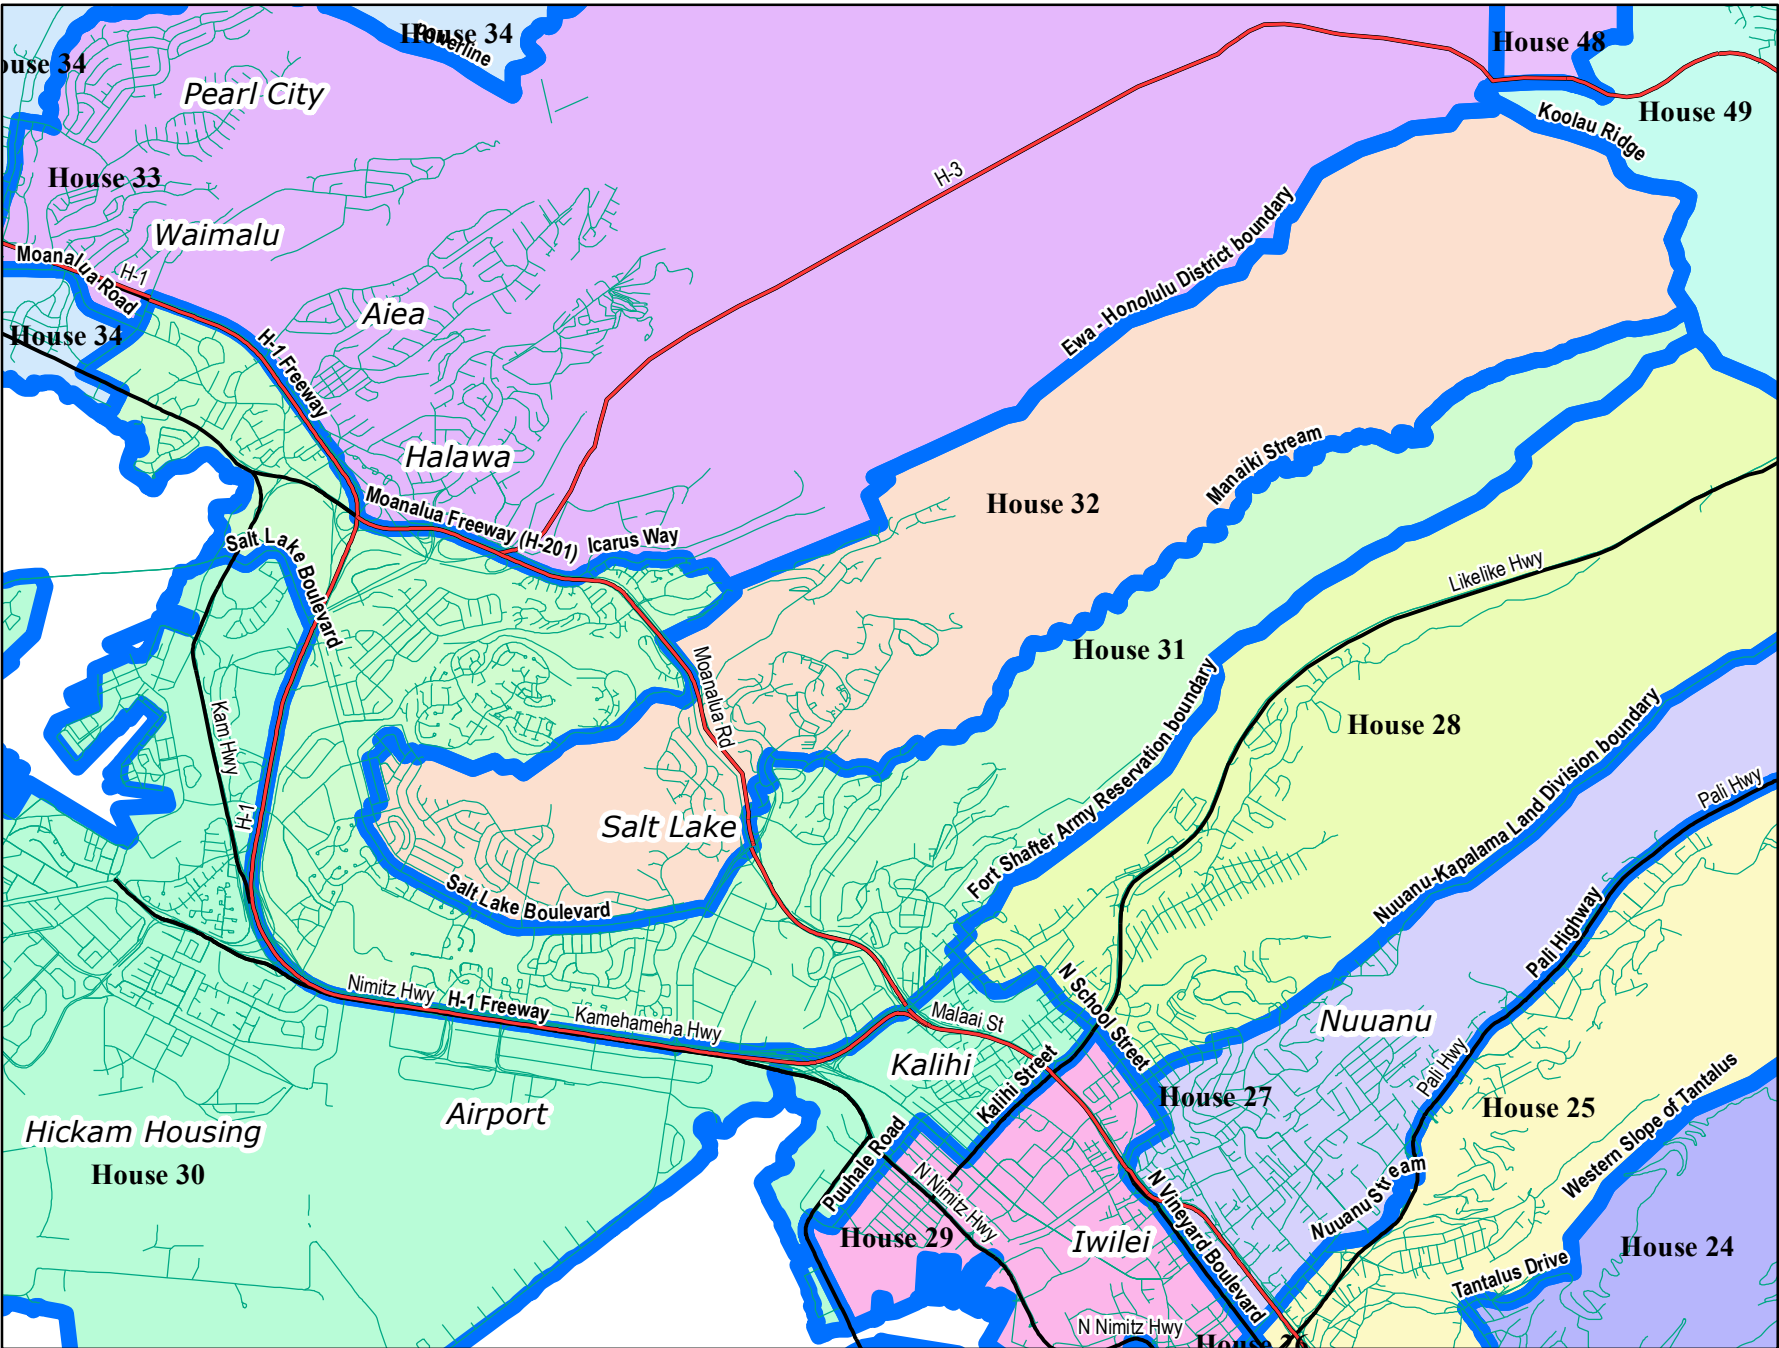 House 34
Powerline
House 48
ouse 34
Pearl City
House 49
Koolau Ridge
H-3
House 33
Waimalu
Moanalua Road
H-1
Ewa - Honolulu District boundary
Aiea
House 34
H-1 Freeway
Halawa
Manaiki Stream
House 32
Moanalua Freeway (H-201)
Icarus Way
Salt Lake Boulevard
Likelike Hwy
House 31
Moanalua Rd
Kam Hwy
House 28
Fort Shafter Army Reservation boundary
Nuuanu-Kapalama Land Division boundary
Pali Hwy
H-1
Salt Lake
Salt Lake Boulevard
Pali Highway
Nimitz Hwy
H-1 Freeway
Kamehameha Hwy
Malaai St
N School Street
Nuuanu
Kalihi
Kalihi Street
Pali Hwy
House 27
House 25
Western Slope of Tantalus
Airport
Hickam Housing
House 30
Puuhale Road
N Nimitz Hwy
N Vineyard Boulevard
Nuuanu Stream
House 29
Iwilei
House 24
Tantalus Drive
N Nimitz Hwy
House 26